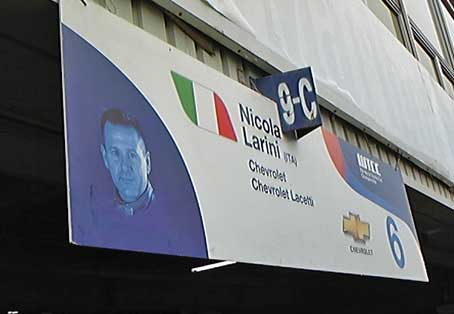 9-C
Nicola
Larini (ITA)
Chevrolet
Chevrolet Lacetti
WTCC
CHEVROLET
6